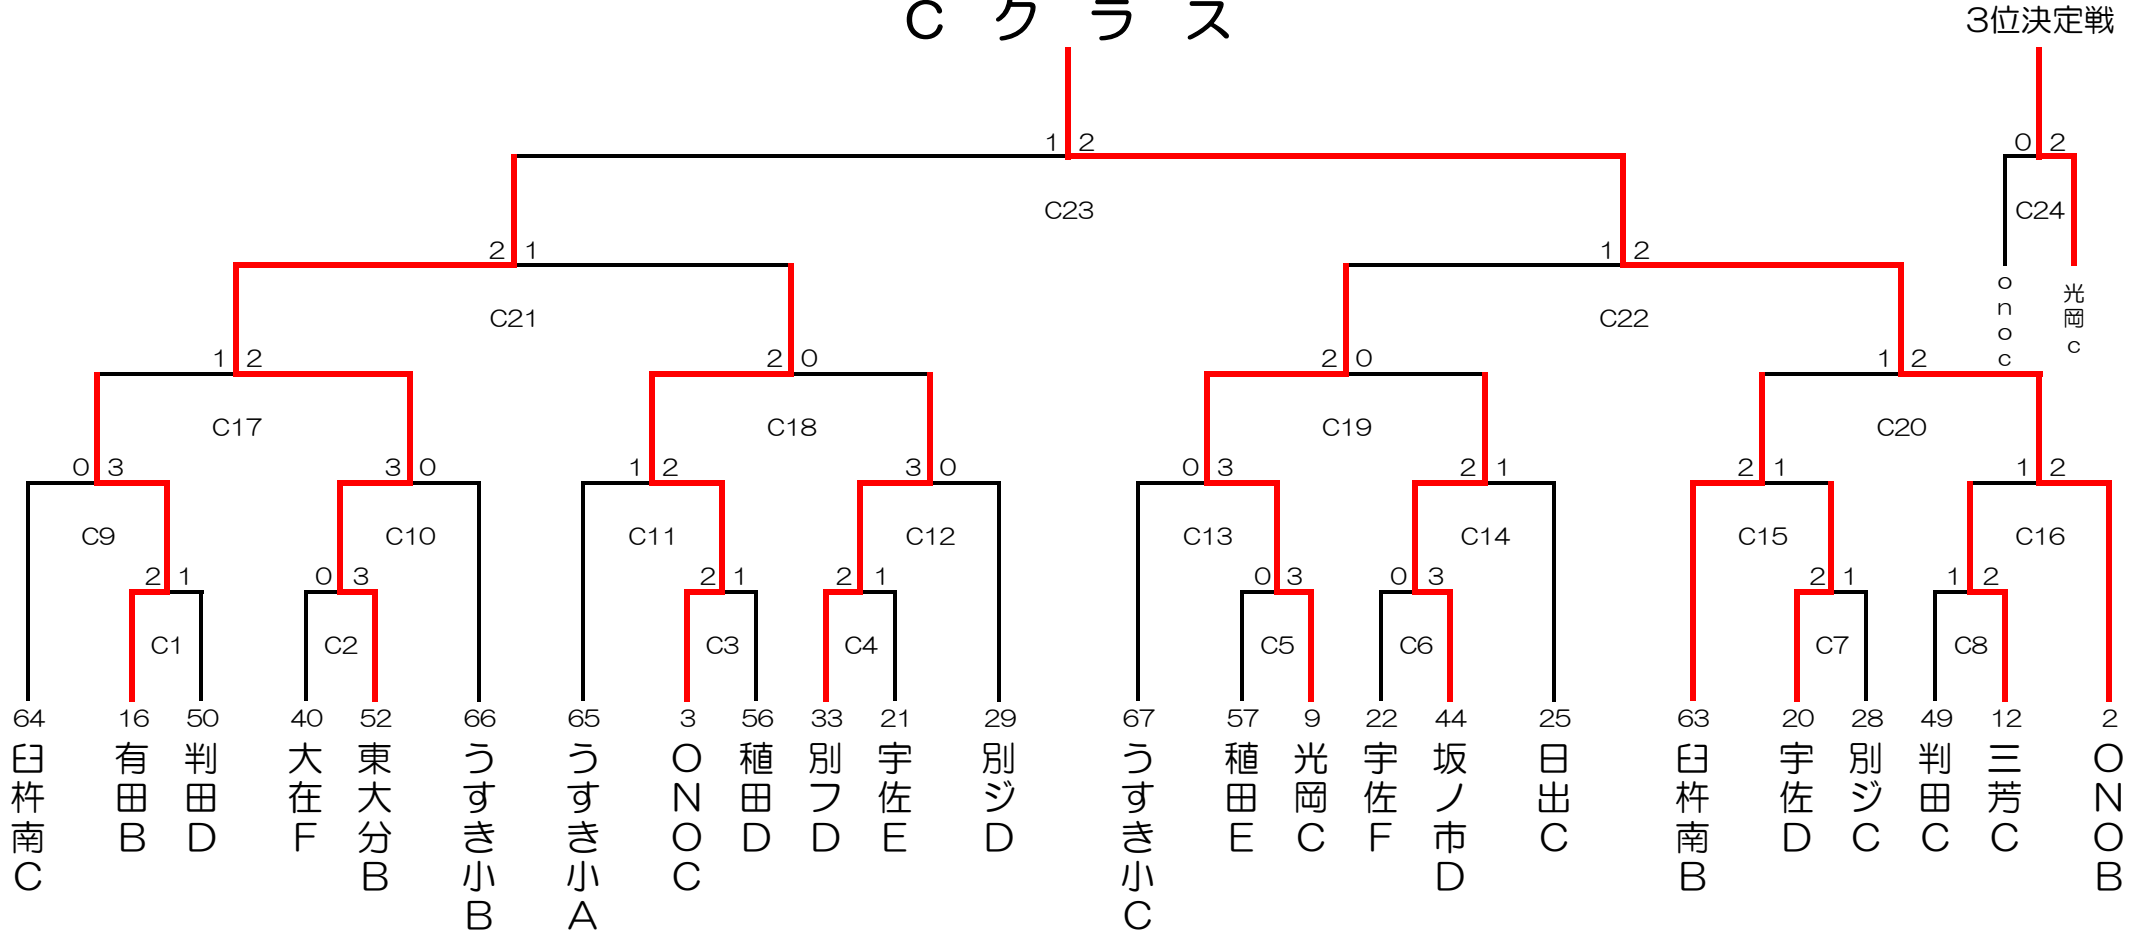 Cクラス
3位決定戦
1 2
0 2
C23
C24
2 1
1 2
onoc
光岡c
C21
C22
1 2
2 0
2 0
1 2
C17
C18
C19
C20
0 3
3 0
1 2
3 0
0 3
2 1
2 1
1 2
C9
C10
C11
C12
C13
C14
C15
C16
2 1
0 3
2 1
2 1
0 3
0 3
2 1
1 2
C1
C2
C3
C4
C5
C6
C7
C8
64
16
50
40
52
66
65
3
56
33
21
29
67
57
9
22
44
25
63
20
28
49
12
2
臼杵南C
有田B
判田D
大在F
東大分B
うすき小B
うすき小A
ONOC
稙田D
別フD
宇佐E
別ジD
うすき小C
稙田E
光岡C
宇佐F
坂ノ市D
日出C
臼杵南B
宇佐D
別ジC
判田C
三芳C
ONOB